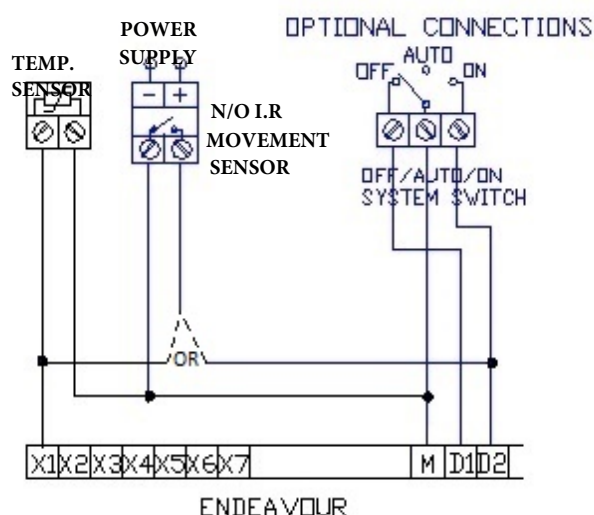 OPTIONAL CONNECTIONS
POWER
SUPPLY
TEMP.
SENSOR
OFF
AUTO
ON
- +
N/O I.R
MOVEMENT
SENSOR
OFF/AUTO/ON
SYSTEM SWITCH
OR
X1 X2 X3 X4 X5 X6 X7 M D1 D2
ENDEAVOUR